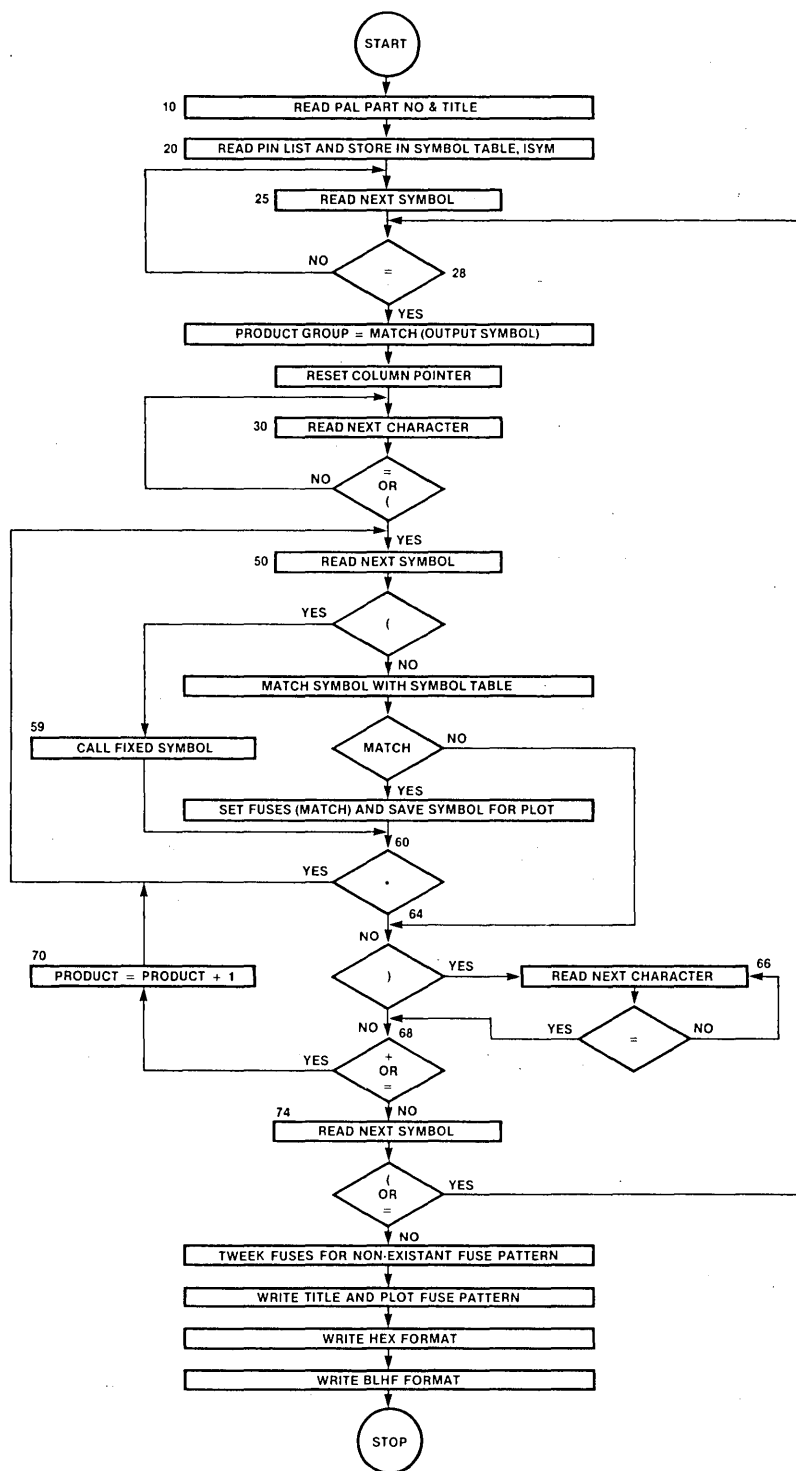 START
10 READ PAL PART NO & TITLE
20 READ PIN LIST AND STORE IN SYMBOL TABLE, ISYM
25 READ NEXT SYMBOL
NO
=
28
YES
PRODUCT GROUP = MATCH (OUTPUT SYMBOL)
RESET COLUMN POINTER
30 READ NEXT CHARACTER
NO
=
OR
(
YES
50 READ NEXT SYMBOL
YES
(
NO
MATCH SYMBOL WITH SYMBOL TABLE
59
CALL FIXED SYMBOL
MATCH
NO
YES
SET FUSES (MATCH) AND SAVE SYMBOL FOR PLOT
60
YES
•
64
NO
70
PRODUCT = PRODUCT + 1
)
YES
66
READ NEXT CHARACTER
NO
68
YES
=
NO
YES
+
OR
=
NO
74
READ NEXT SYMBOL
(
OR
=
YES
NO
TWEEK FUSES FOR NON-EXISTANT FUSE PATTERN
WRITE TITLE AND PLOT FUSE PATTERN
WRITE HEX FORMAT
WRITE BLHF FORMAT
STOP